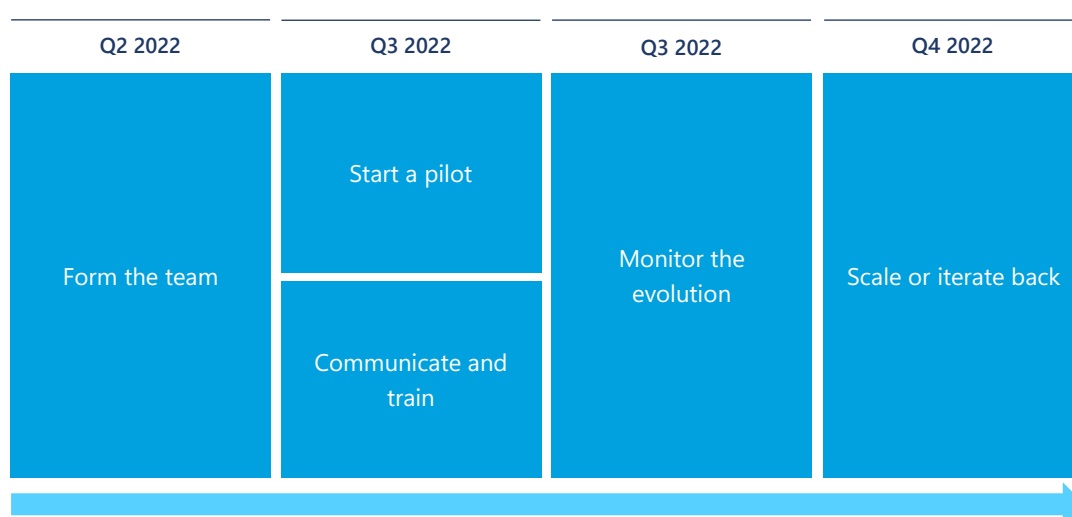 Q2 2022
Q3 2022
Q3 2022
Q4 2022
Form the team
Start a pilot
Communicate and
train
Monitor the
evolution
Scale or iterate back